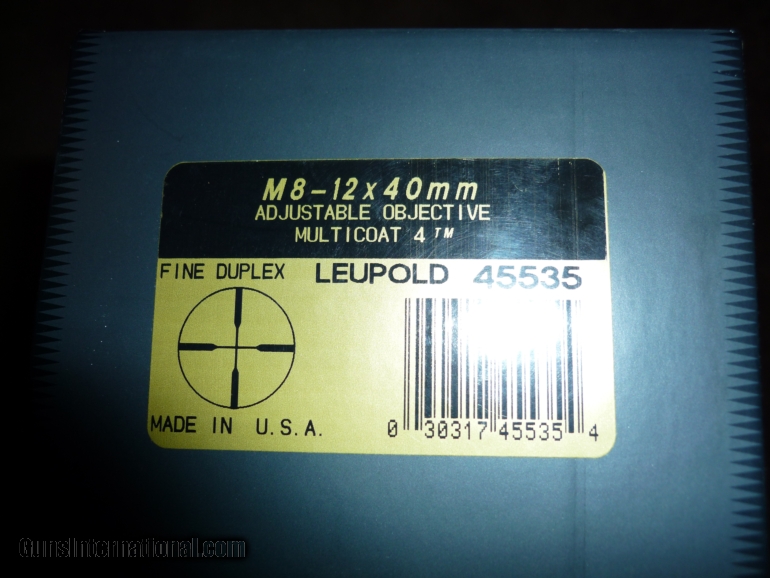 M8-12x40mm
ADJUSTABLE OBJECTIVE
MULTICOAT 4™
FINE DUPLEX LEUPOLD 45535
MADE IN U.S.A.
0 30317 45535 4
GunsInternational.com